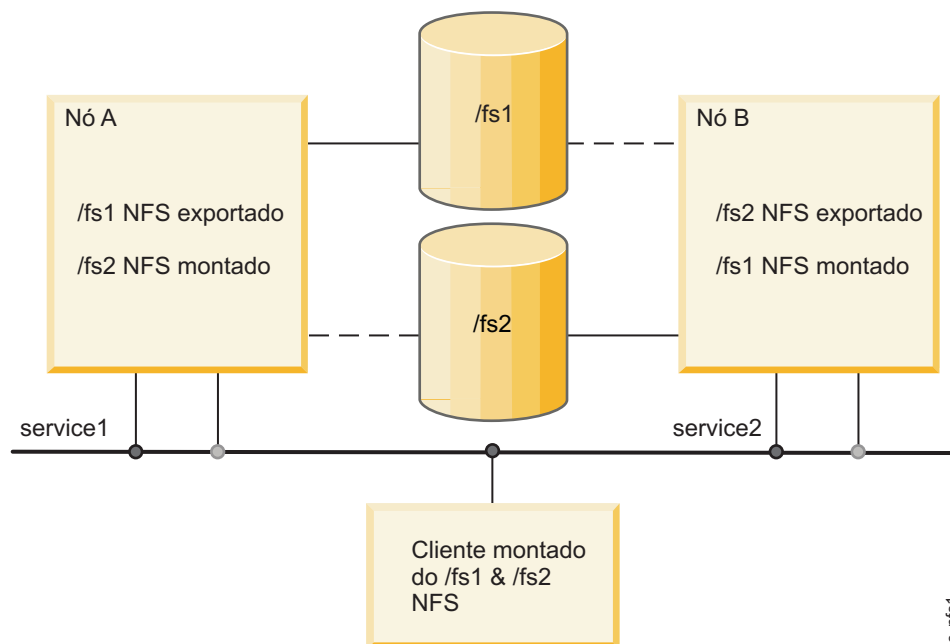 /fs1
Nó A
/fs1 NFS exportado
/fs2 NFS montado
Nó B
/fs2 NFS exportado
/fs1 NFS montado
/fs2
service1
service2
Cliente montado
do /fs1 & /fs2
NFS